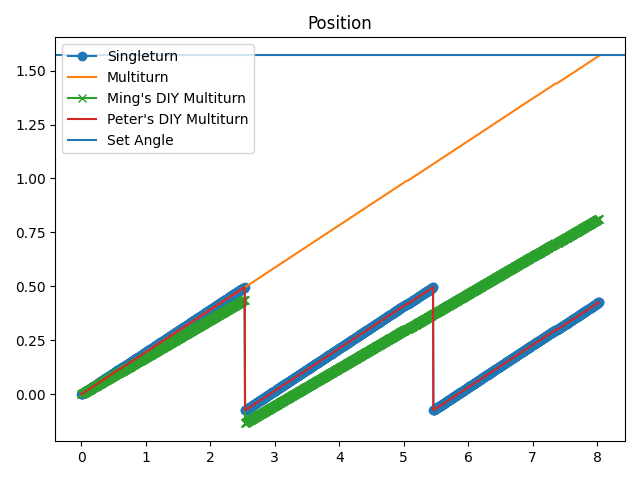 Position
Singleturn
Multiturn
Ming's DIY Multiturn
Peter's DIY Multiturn
Set Angle
1.50
1.25
1.00
0.75
0.50
0.25
0.00
0 1 2 3 4 5 6 7 8